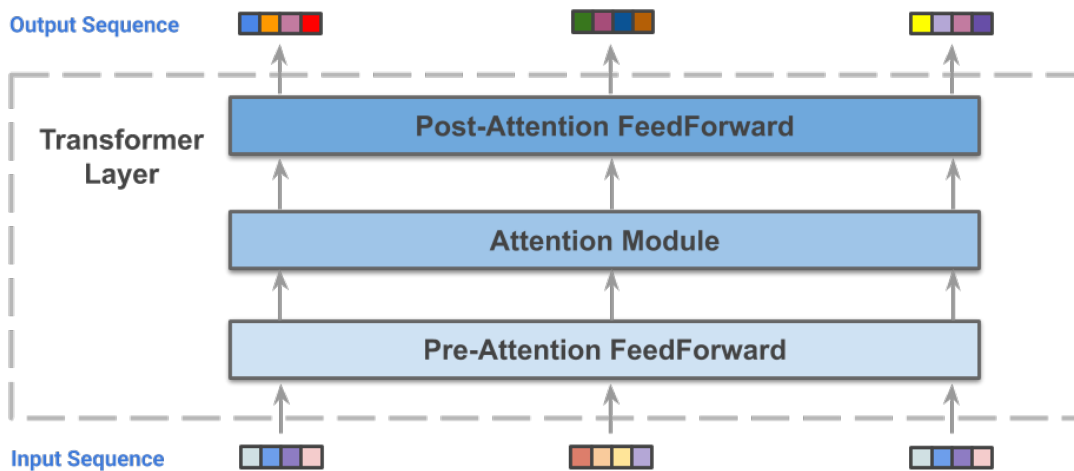 Output Sequence
Post-Attention FeedForward
Transformer
Layer
Attention Module
Pre-Attention FeedForward
Input Sequence